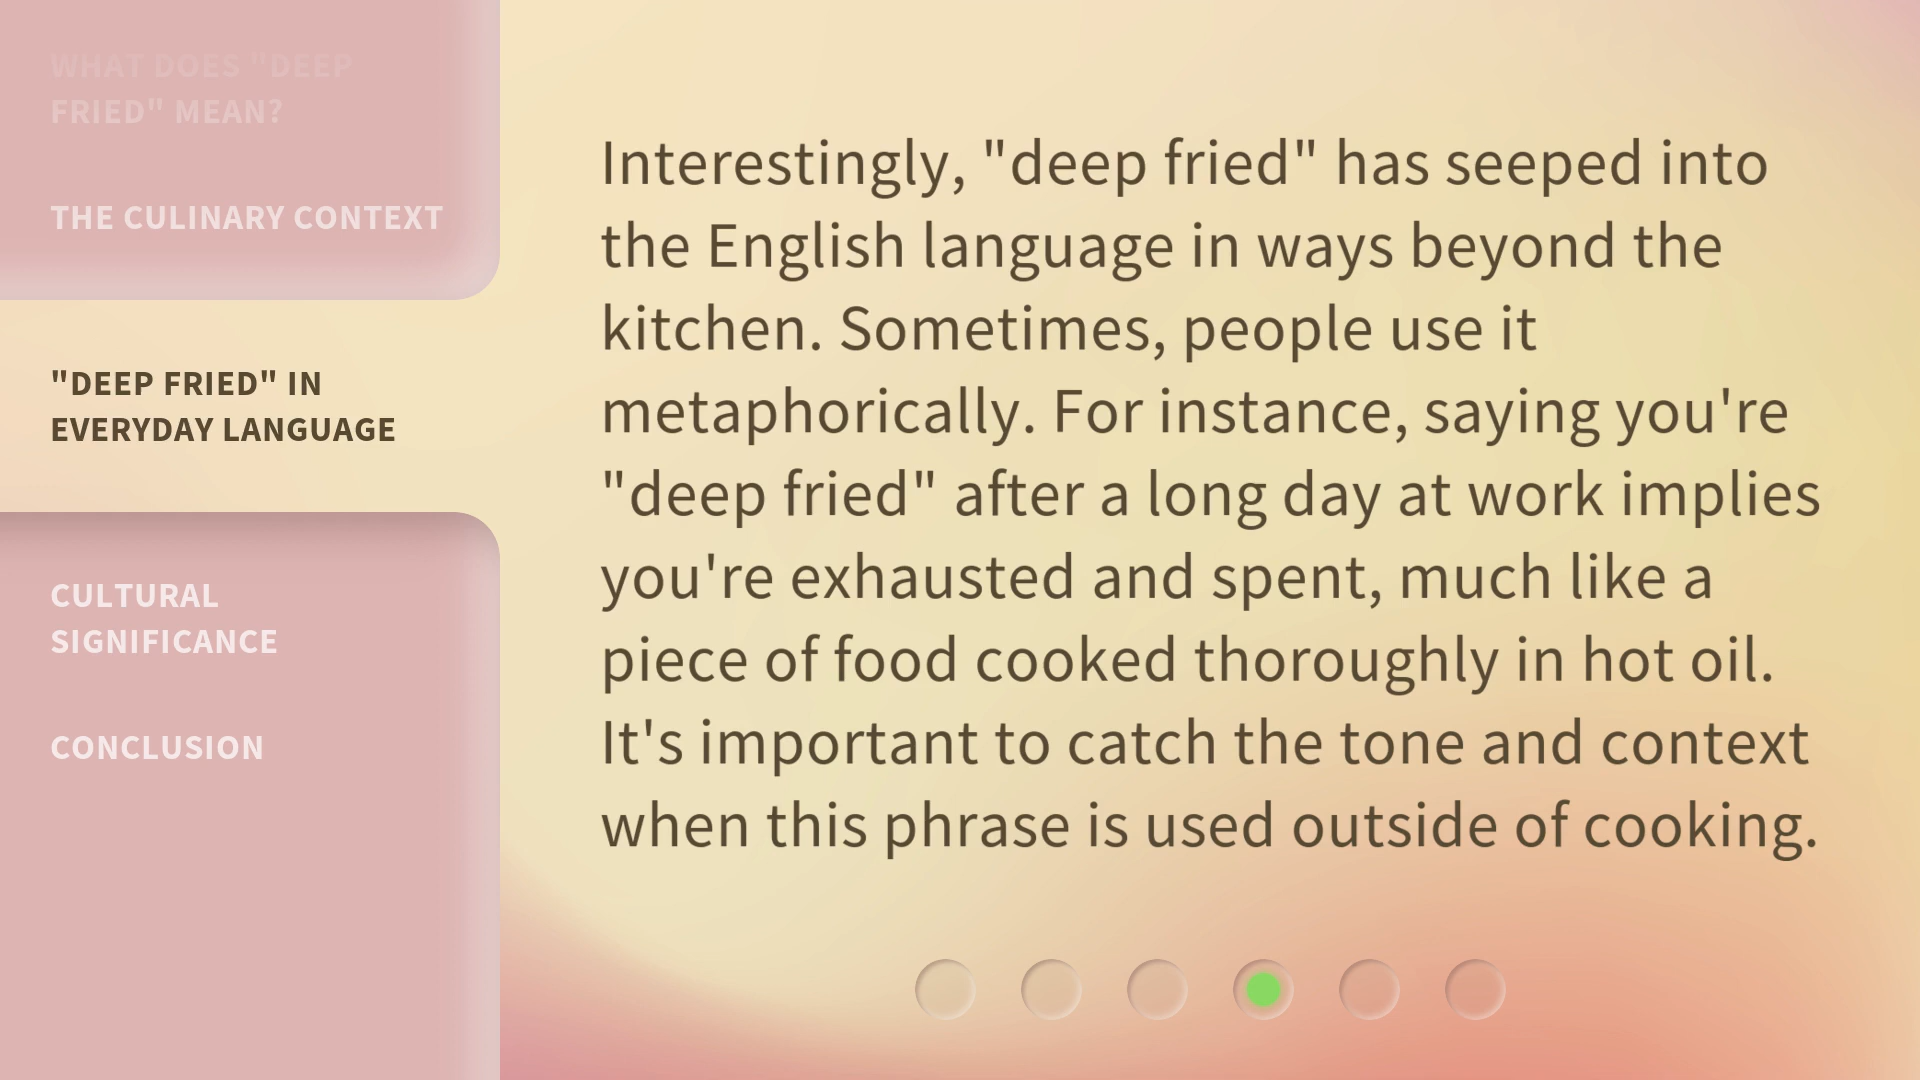 WHAT DOES "DEEP
FRIED" MEAN?
THE CULINARY CONTEXT
"DEEP FRIED" IN
EVERYDAY LANGUAGE
CULTURAL
SIGNIFICANCE
CONCLUSION
Interestingly, "deep fried" has seeped into
the English language in ways beyond the
kitchen. Sometimes, people use it
metaphorically. For instance, saying you're
"deep fried" after a long day at work implies
you're exhausted and spent, much like a
piece of food cooked thoroughly in hot oil.
It's important to catch the tone and context
when this phrase is used outside of cooking.